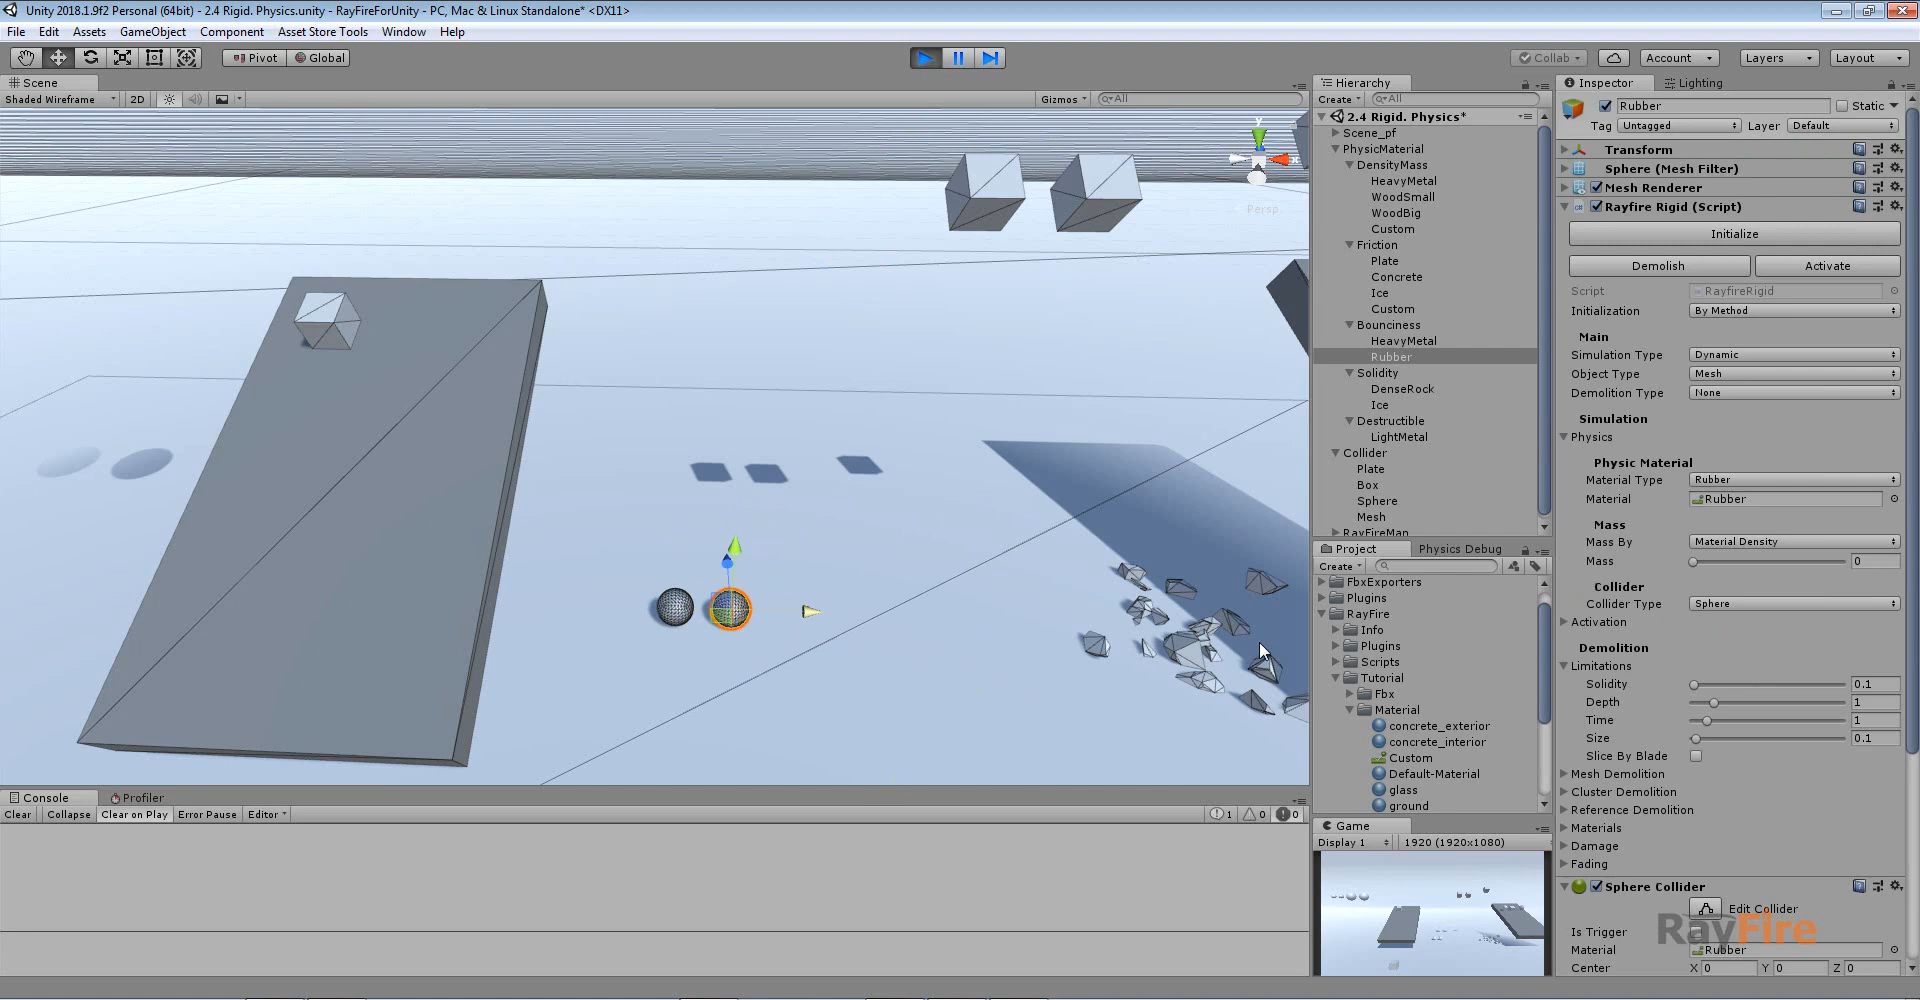 Unity 2018.1.9f2 Personal (64bit) - 2.4 Rigid. Physics.unity - RayFireForUnity - PC, Mac & Linux Standalone* <DX11>
File Edit Assets GameObject Component Asset Store Tools Window Help
Pivot Global Collab Account Layers Layout
Scene
Shaded Wireframe 2D Gizmos All
y
x
Persp
Console Profiler
Clear Collapse Clear on Play Error Pause Editor 1 0 0
Hierarchy
Create All
2.4 Rigid. Physics*
Scene_pf
PhysicMaterial
DensityMass
HeavyMetal
WoodSmall
WoodBig
Custom
Friction
Plate
Concrete
Ice
Custom
Bounciness
HeavyMetal
Rubber
Solidity
DenseRock
Ice
Destructible
LightMetal
Collider
Plate
Box
Sphere
Mesh
RayFireMan
Project Physics Debug
Create
FbxExporters
Plugins
RayFire
Info
Plugins
Scripts
Tutorial
Fbx
Material
concrete_exterior
concrete_interior
Custom
Default-Material
glass
ground
Game
Display 1 1920 (1920x1080)
Inspector Lighting
Rubber Static
Tag Untagged Layer Default
Transform
Sphere (Mesh Filter)
Mesh Renderer
Rayfire Rigid (Script)
Initialize
Demolish Activate
Script RayfireRigid
Initialization By Method
Main
Simulation Type Dynamic
Object Type Mesh
Demolition Type None
Simulation
Physics
Physic Material
Material Type Rubber
Material Rubber
Mass
Mass By Material Density
Mass 0
Collider
Collider Type Sphere
Activation
Demolition
Limitations
Solidity 0.1
Depth 1
Time 1
Size 0.1
Slice By Blade
Mesh Demolition
Cluster Demolition
Reference Demolition
Materials
Damage
Fading
Sphere Collider
Edit Collider
Is Trigger
RayFire
Material Rubber
Center X 0 Y 0 Z 0